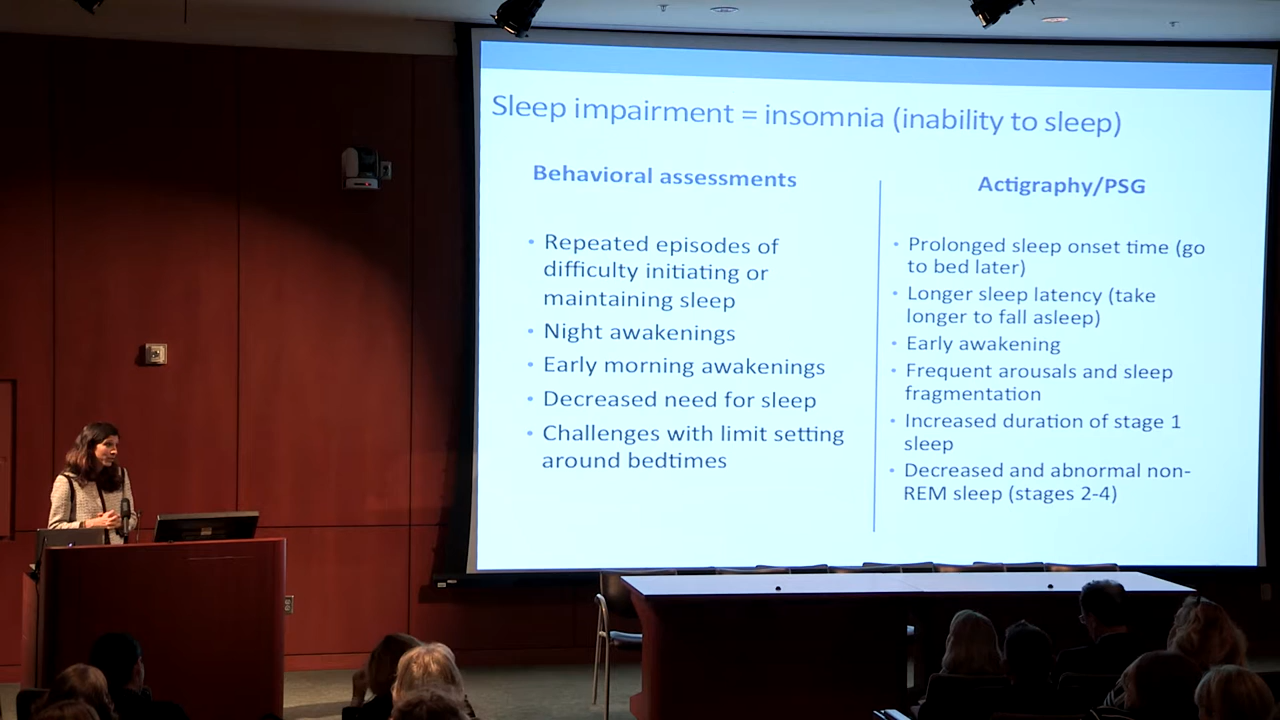 Sleep impairment = insomnia (inability to sleep)
Behavioral assessments
• Repeated episodes of
difficulty initiating or
maintaining sleep
• Night awakenings
• Early morning awakenings
• Decreased need for sleep
• Challenges with limit setting
around bedtimes
Actigraphy/PSG
• Prolonged sleep onset time (go
to bed later)
• Longer sleep latency (take
longer to fall asleep)
• Early awakening
• Frequent arousals and sleep
fragmentation
• Increased duration of stage 1
sleep
• Decreased and abnormal non-
REM sleep (stages 2-4)